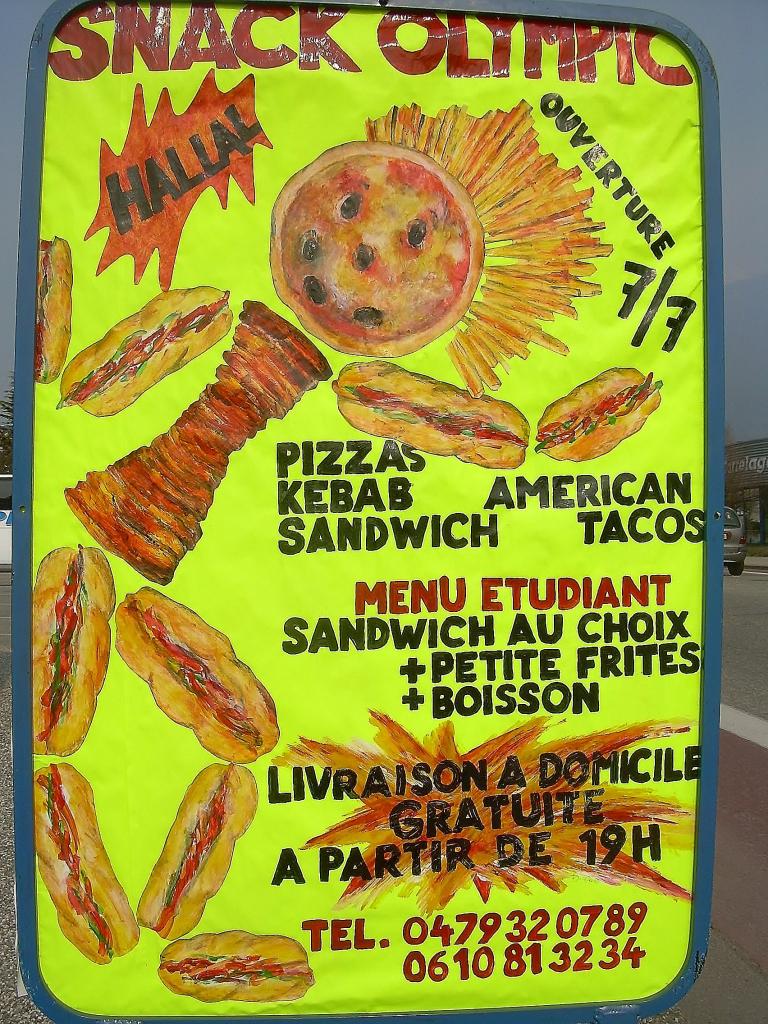 SNACK OLYMPIC
HALLAL
OUVERTURE
7/7
PIZZAS
KEBAB AMERICAN
SANDWICH TACOS
MENU ETUDIANT
SANDWICH AU CHOIX
+ PETITE FRITES
+ BOISSON
LIVRAISON A DOMICILE
GRATUITE
A PARTIR DE 19H
TEL. 0479320789
0610813234